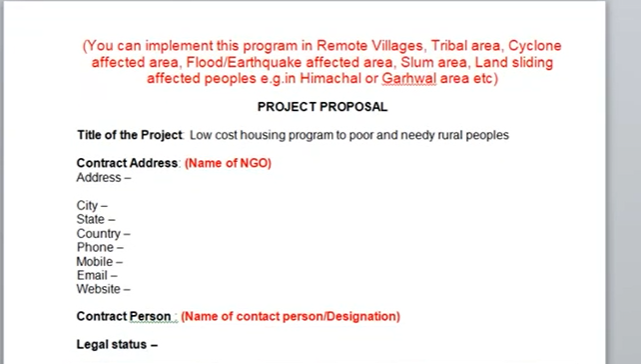 (You can implement this program in Remote Villages, Tribal area, Cyclone
affected area, Flood/Earthquake affected area, Slum area, Land sliding
affected peoples e.g.in Himachal or Garhwal area etc)
PROJECT PROPOSAL
Title of the Project: Low cost housing program to poor and needy rural peoples
Contract Address: (Name of NGO)
Address –
City –
State –
Country –
Phone –
Mobile –
Email –
Website –
Contract Person : (Name of contact person/Designation)
Legal status –